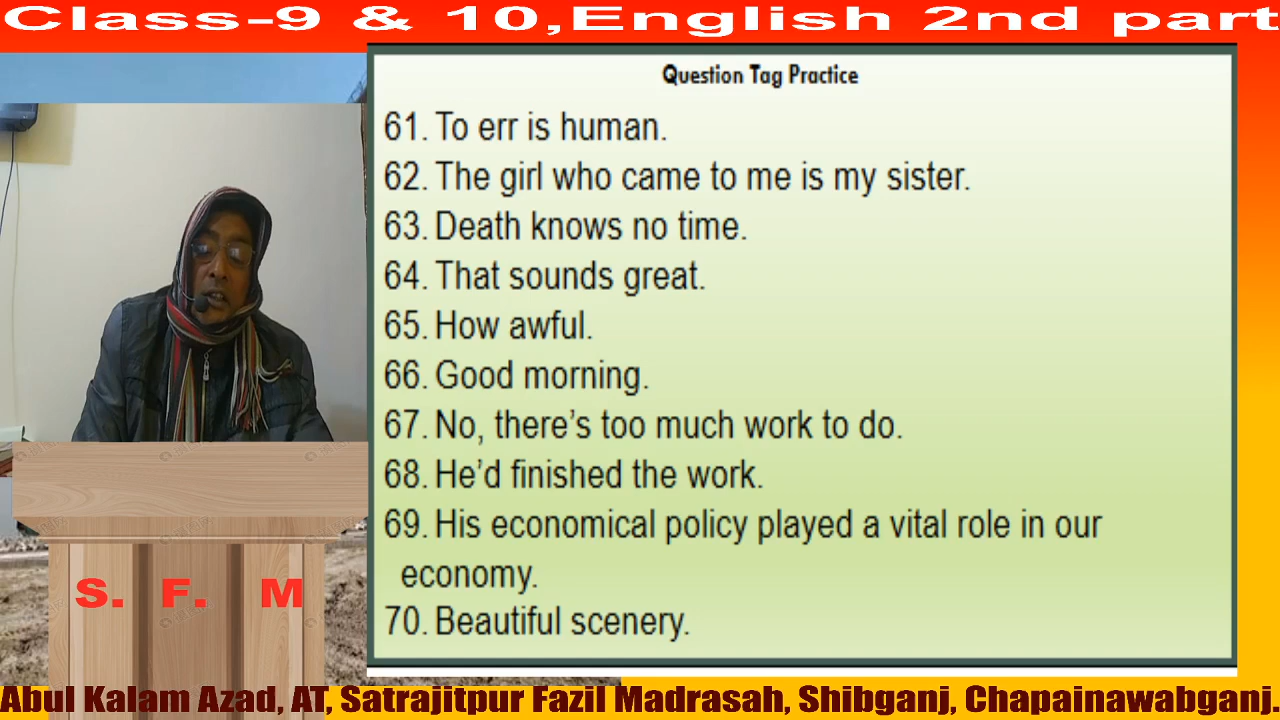 Class-9 & 10,English 2nd part
Question Tag Practice
61. To err is human.
62. The girl who came to me is my sister.
63. Death knows no time.
64. That sounds great.
65. How awful.
66. Good morning.
67. No, there's too much work to do.
68. He'd finished the work.
69. His economical policy played a vital role in our
economy.
70. Beautiful scenery.
S. F. M
Abul Kalam Azad, AT, Satrajitpur Fazil Madrasah, Shibganj, Chapainawabganj.